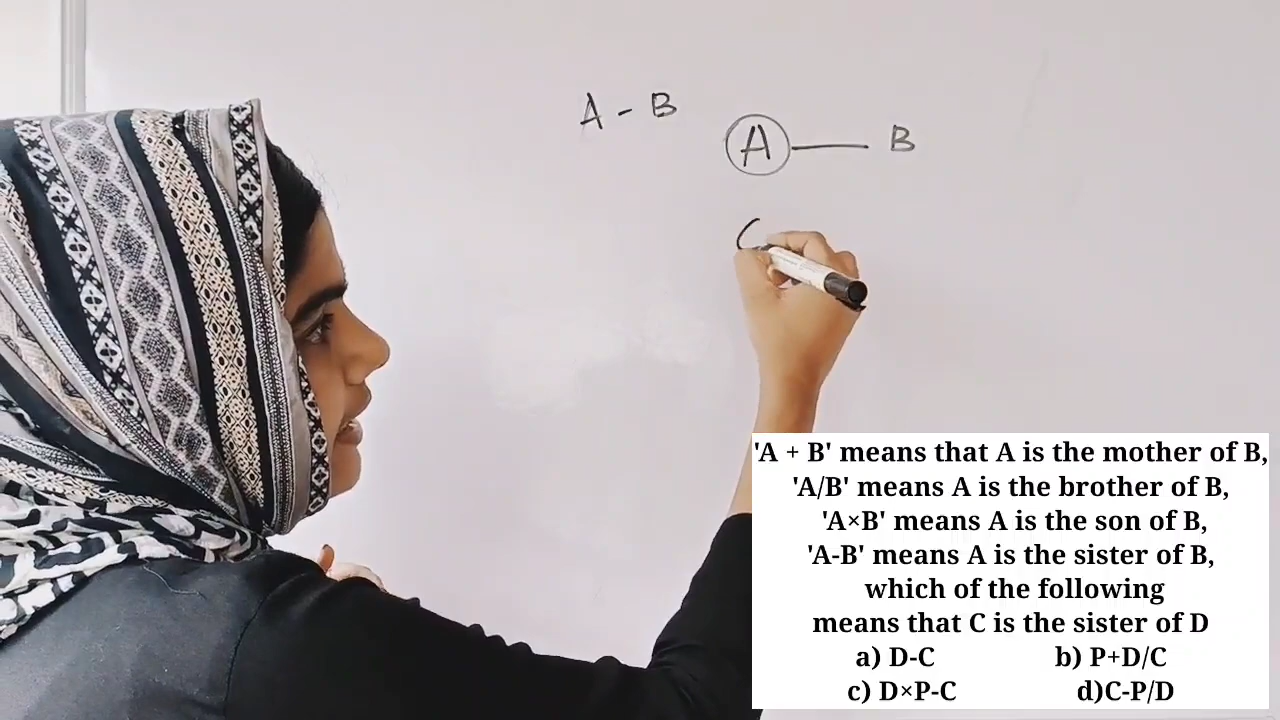 A - B
A — B
C
'A + B' means that A is the mother of B,
'A/B' means A is the brother of B,
'A×B' means A is the son of B,
'A-B' means A is the sister of B,
which of the following
means that C is the sister of D
a) D-C b) P+D/C
c) D×P-C d)C-P/D